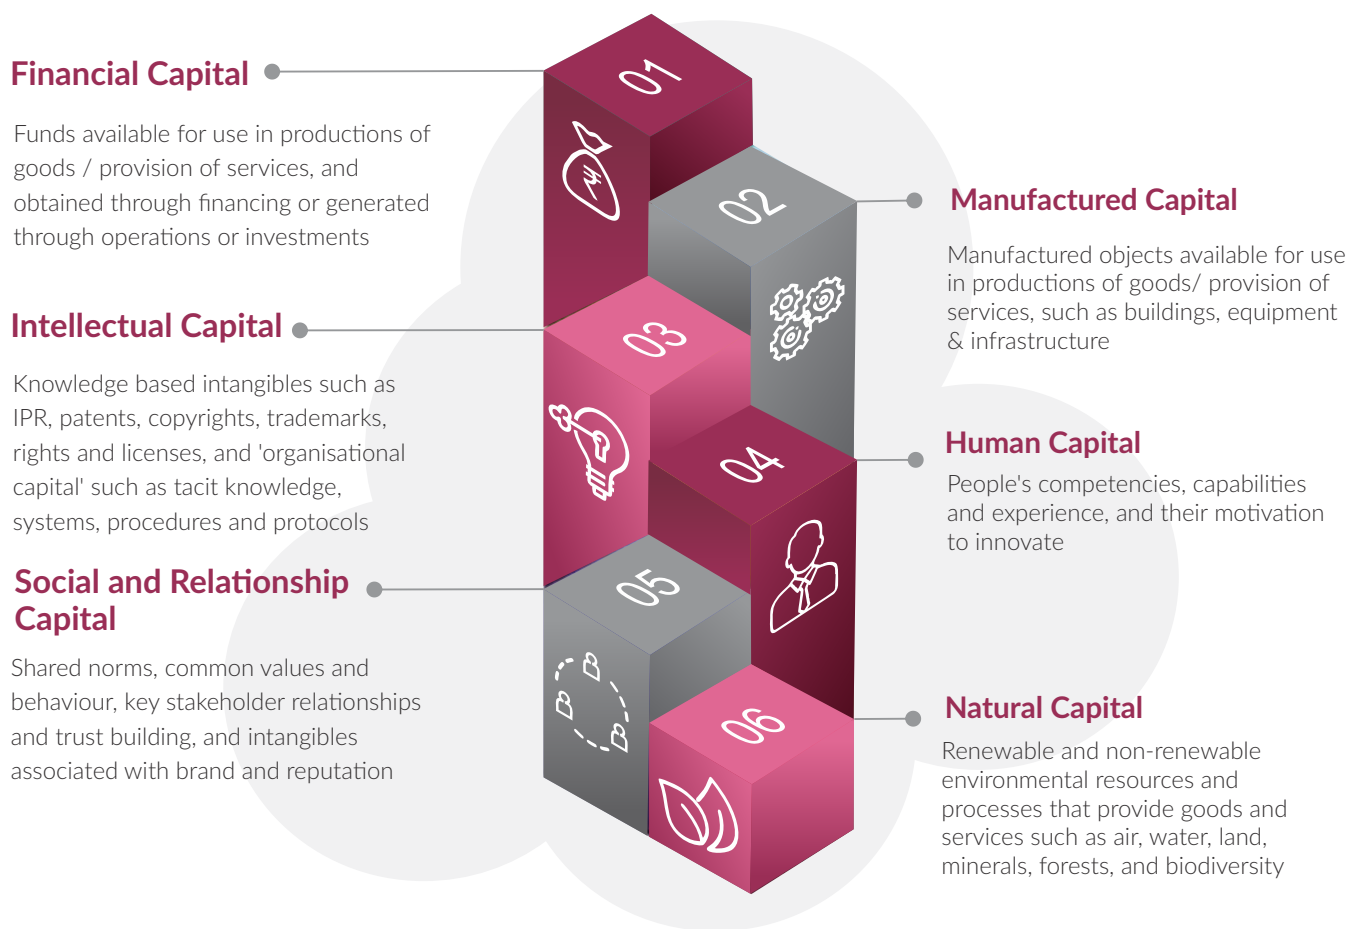 01
Financial Capital
Funds available for use in productions of
goods / provision of services, and
obtained through financing or generated
through operations or investments
02
Manufactured Capital
Manufactured objects available for use
in productions of goods/ provision of
services, such as buildings, equipment
& infrastructure
03
Intellectual Capital
Knowledge based intangibles such as
IPR, patents, copyrights, trademarks,
rights and licenses, and 'organisational
capital' such as tacit knowledge,
systems, procedures and protocols
04
Human Capital
People's competencies, capabilities
and experience, and their motivation
to innovate
05
Social and Relationship
Capital
Shared norms, common values and
behaviour, key stakeholder relationships
and trust building, and intangibles
associated with brand and reputation
06
Natural Capital
Renewable and non-renewable
environmental resources and
processes that provide goods and
services such as air, water, land,
minerals, forests, and biodiversity